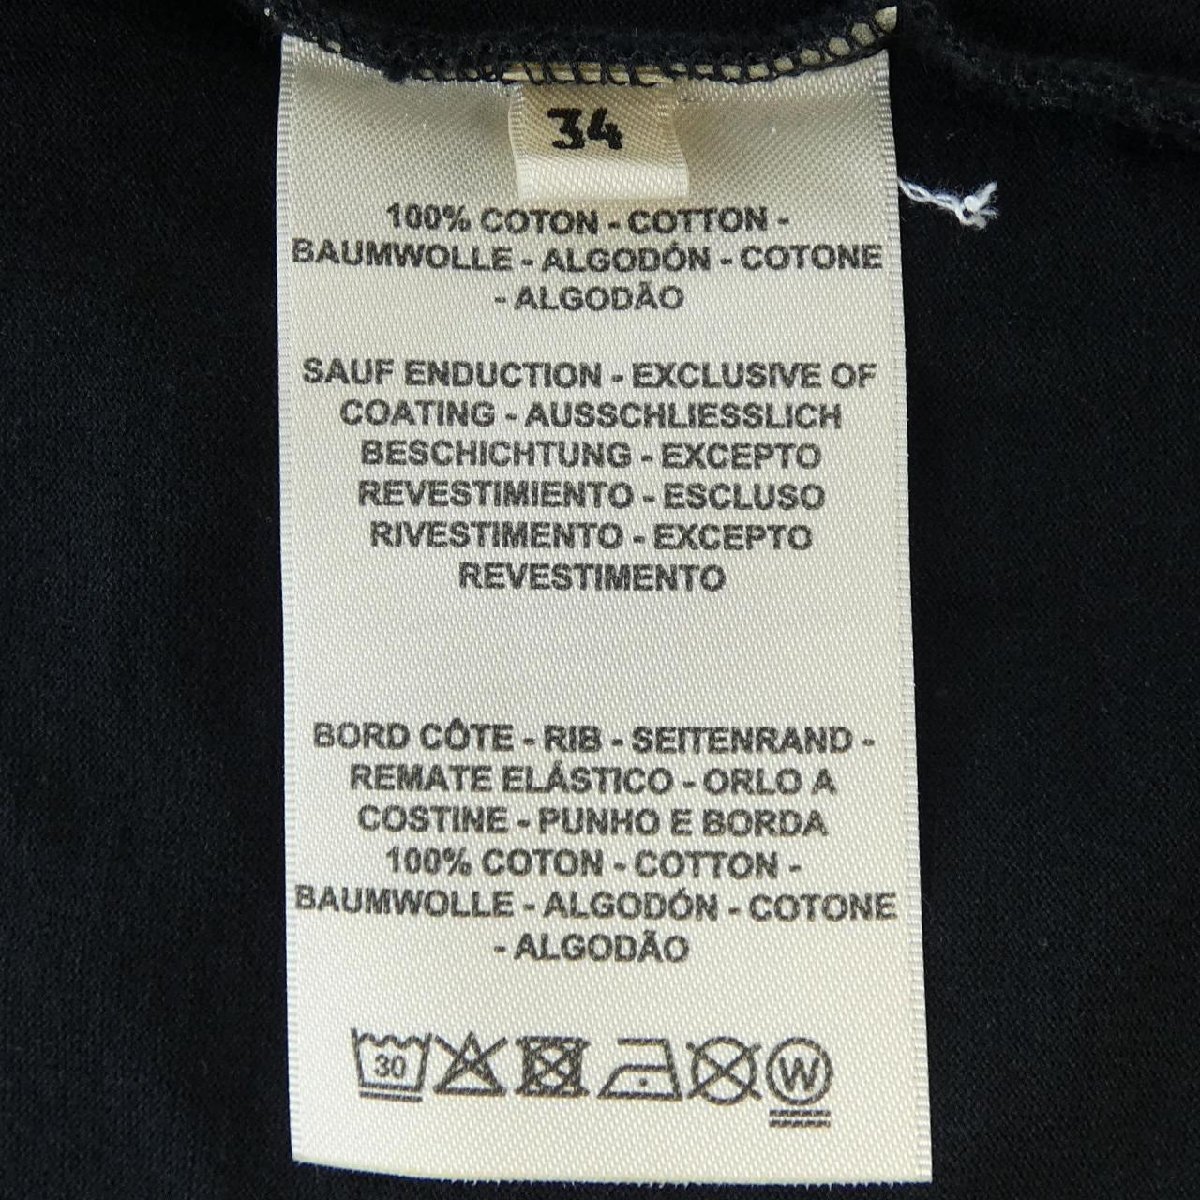 34
100% COTON - COTTON -
BAUMWOLLE - ALGODÓN - COTONE
- ALGODÃO
SAUF ENDUCTION - EXCLUSIVE OF
COATING - AUSSCHLIESSLICH
BESCHICHTUNG - EXCEPTO
REVESTIMIENTO - ESCLUSO
RIVESTIMENTO - EXCEPTO
REVESTIMENTO
BORD CÔTE - RIB - SEITENRAND -
REMATE ELÁSTICO - ORLO A
COSTINE - PUNHO E BORDA
100% COTON - COTTON -
BAUMWOLLE - ALGODÓN - COTONE
- ALGODÃO
30 W